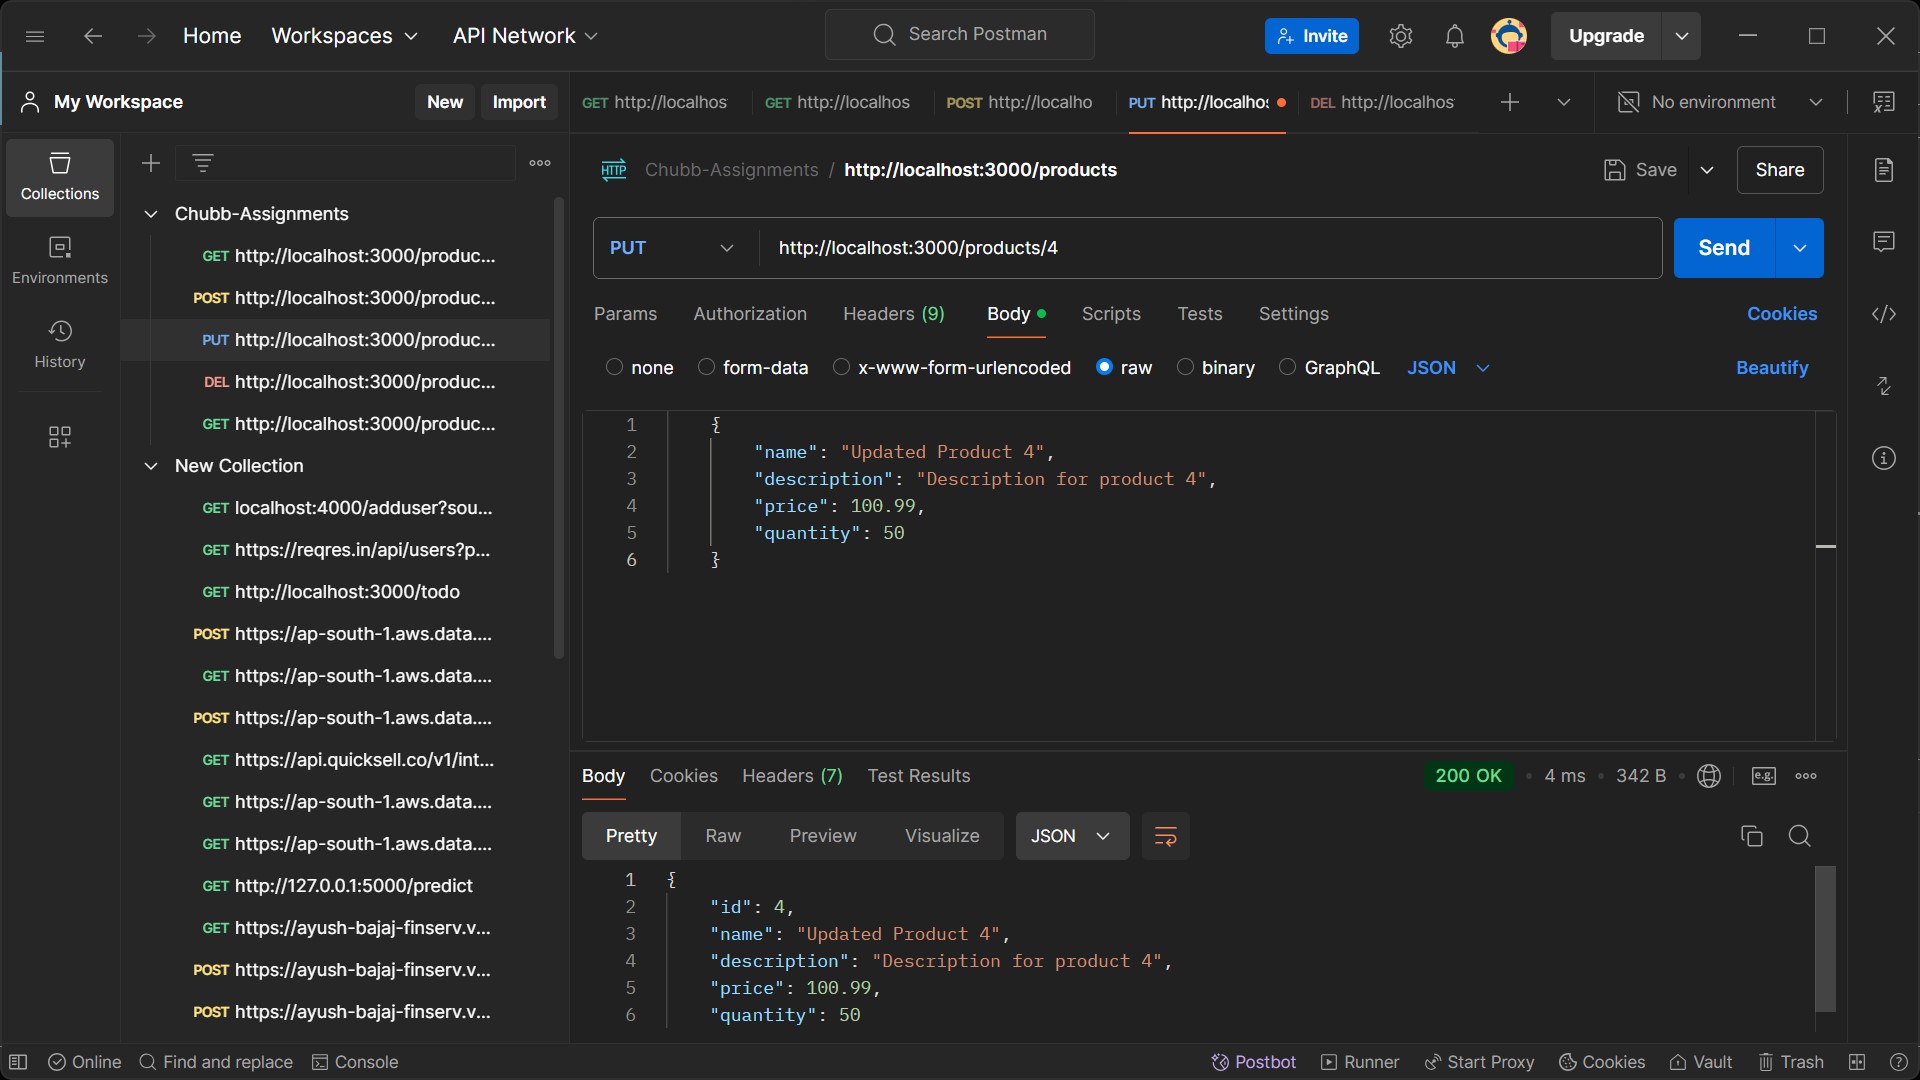 Home Workspaces API Network Search Postman Invite Upgrade
My Workspace New Import
GET http://localhos GET http://localhos POST http://localho PUT http://localhos DEL http://localhos No environment
Collections
Environments
History
Chubb-Assignments
GET http://localhost:3000/produc...
POST http://localhost:3000/produc...
PUT http://localhost:3000/produc...
DEL http://localhost:3000/produc...
GET http://localhost:3000/produc...
New Collection
GET localhost:4000/adduser?sou...
GET https://reqres.in/api/users?p...
GET http://localhost:3000/todo
POST https://ap-south-1.aws.data....
GET https://ap-south-1.aws.data....
POST https://ap-south-1.aws.data....
GET https://api.quicksell.co/v1/int...
GET https://ap-south-1.aws.data....
GET https://ap-south-1.aws.data....
GET http://127.0.0.1:5000/predict
GET https://ayush-bajaj-finserv.v...
POST https://ayush-bajaj-finserv.v...
POST https://ayush-bajaj-finserv.v...
HTTP Chubb-Assignments / http://localhost:3000/products Save Share
PUT http://localhost:3000/products/4 Send
Params Authorization Headers (9) Body Scripts Tests Settings Cookies
none form-data x-www-form-urlencoded raw binary GraphQL JSON Beautify
1 {
2 "name": "Updated Product 4",
3 "description": "Description for product 4",
4 "price": 100.99,
5 "quantity": 50
6 }
Body Cookies Headers (7) Test Results 200 OK • 4 ms • 342 B • e.g.
Pretty Raw Preview Visualize JSON
1 {
2 "id": 4,
3 "name": "Updated Product 4",
4 "description": "Description for product 4",
5 "price": 100.99,
6 "quantity": 50
Online Find and replace Console Postbot Runner Start Proxy Cookies Vault Trash